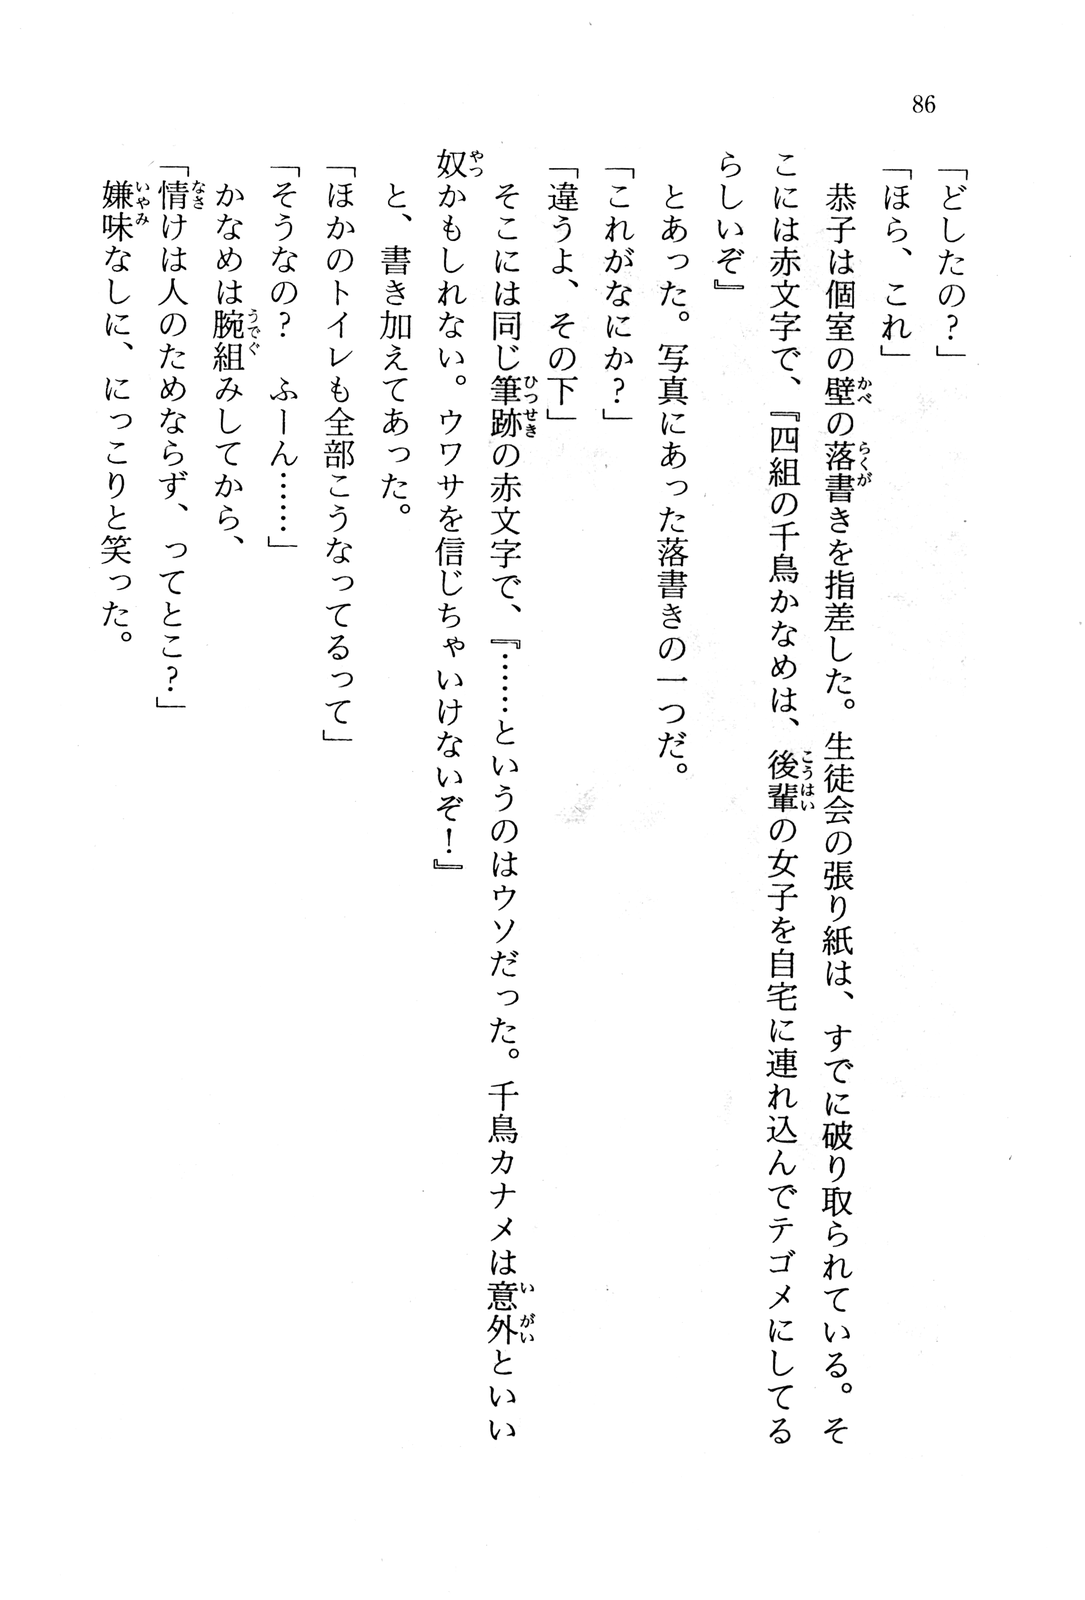 86
「どしたの？」
「ほら、これ」
　恭子は個室の壁の落書きを指差した。生徒会の張り紙は、すでに破り取られている。そ
こには赤文字で、『四組の千鳥かなめは、後輩の女子を自宅に連れ込んでテゴメにしてる
らしいぞ』
　とあった。写真にあった落書きの一つだ。
「これがなにか？」
「違うよ、その下」
　そこには同じ筆跡の赤文字で、『……というのはウソだった。千鳥カナメは意外といい
奴かもしれない。ウワサを信じちゃいけないぞ！』
　と、書き加えてあった。
「ほかのトイレも全部こうなってるって」
「そうなの？　ふーん……」
　かなめは腕組みしてから、
「情けは人のためならず、ってとこ？」
　嫌味なしに、にっこりと笑った。